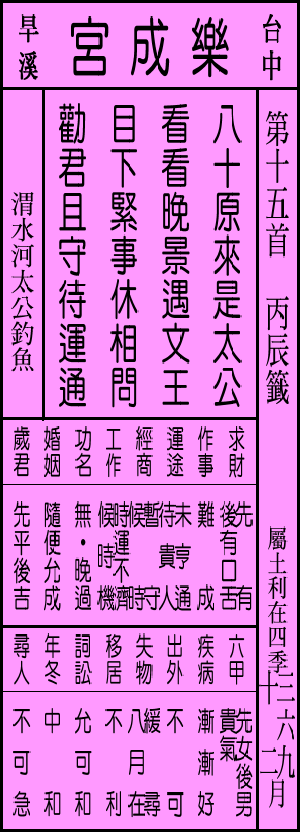 台中
樂成宮
旱溪
第十五首 丙辰籤
屬土利在四季
三六九十二月
八十原來是太公
看看晚景遇文王
目下緊事休相問
勸君且守待運通
渭水河太公釣魚
求財
先有
後有口舌
作事
難成
運途
未亨通
待貴人
經商
暫守
候時
工作
時運不濟
候時機
功名
無・晚過
婚姻
隨便允成
歲君
先平後吉
六甲
先女後男
貴氣
疾病
漸漸好
出外
不可
失物
緩尋
八月在
移居
不利
詞訟
允可和
年冬
中和
尋人
不可急